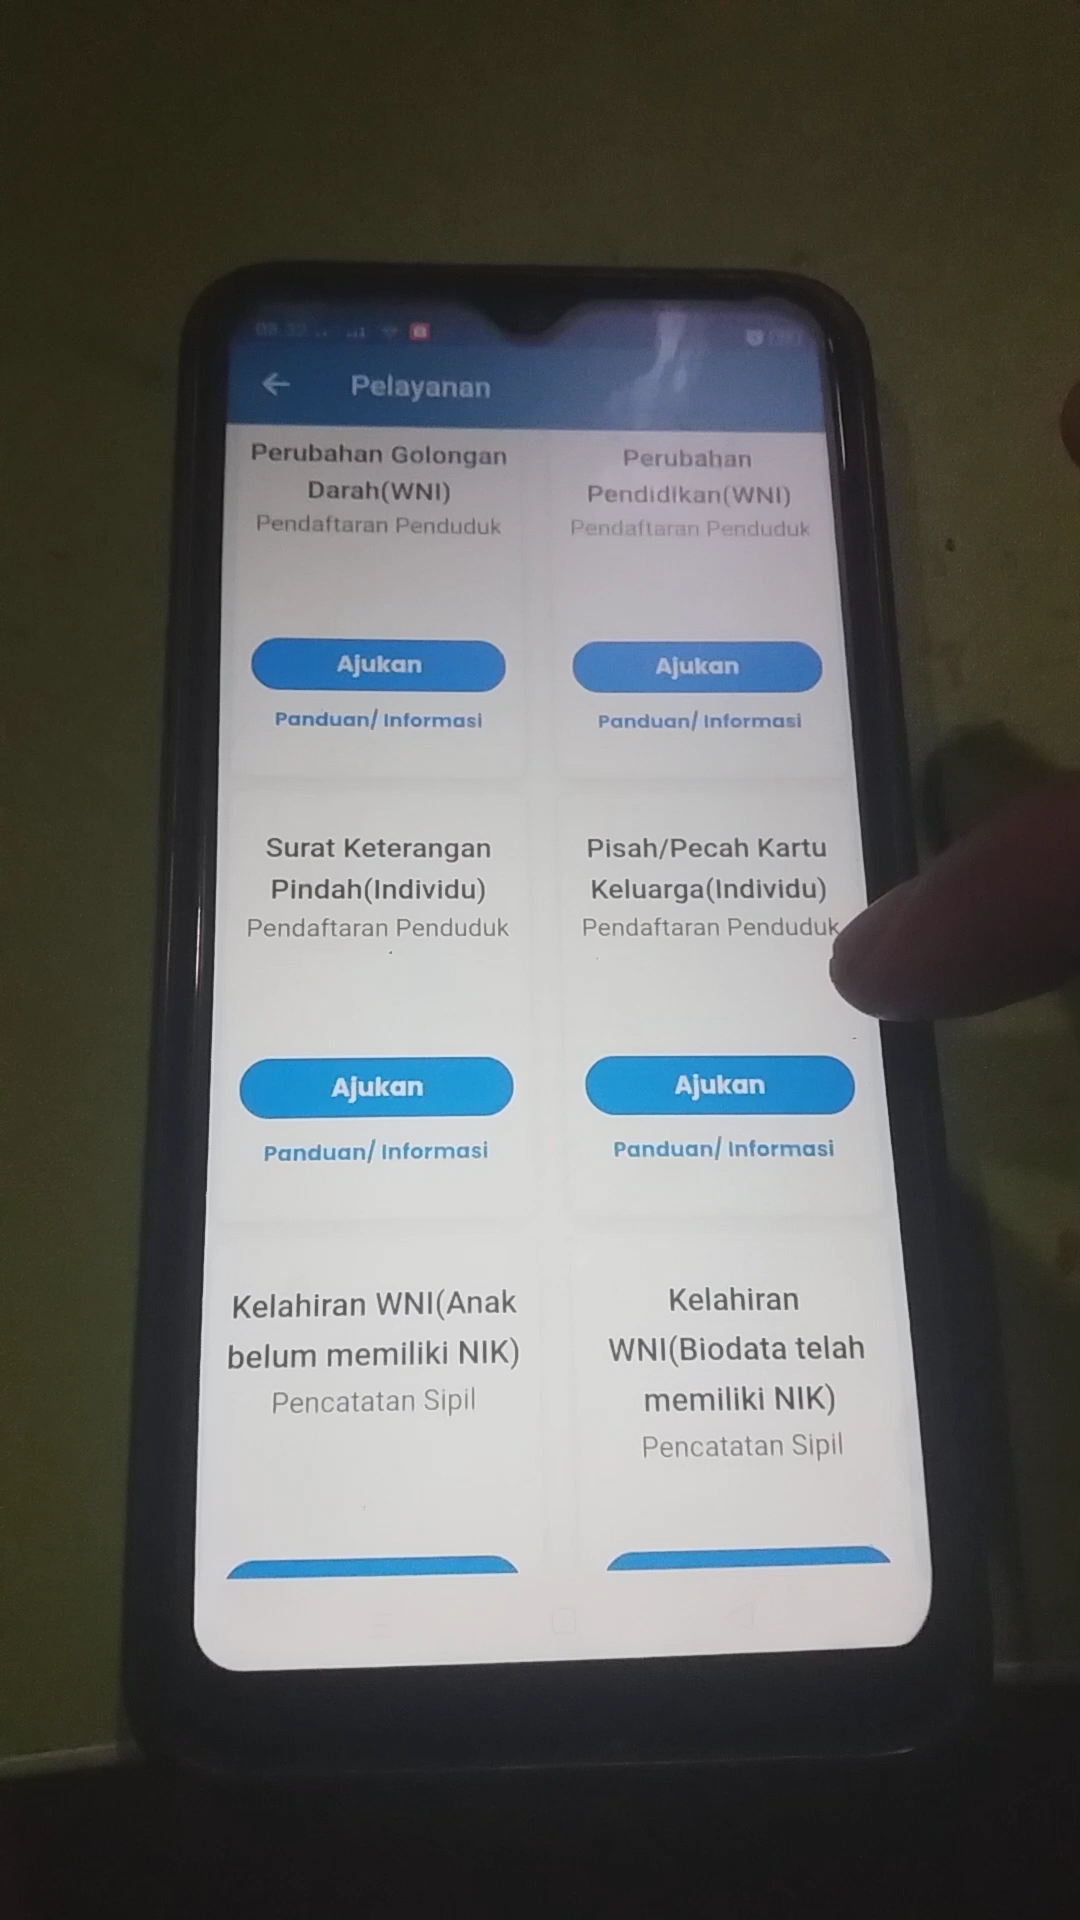 Pelayanan
Perubahan Golongan
Darah(WNI)
Pendaftaran Penduduk
Ajukan
Panduan/ Informasi
Perubahan
Pendidikan(WNI)
Pendaftaran Penduduk
Ajukan
Panduan/ Informasi
Surat Keterangan
Pindah(Individu)
Pendaftaran Penduduk
Ajukan
Panduan/ Informasi
Pisah/Pecah Kartu
Keluarga(Individu)
Pendaftaran Penduduk
Ajukan
Panduan/ Informasi
Kelahiran WNI(Anak
belum memiliki NIK)
Pencatatan Sipil
Kelahiran
WNI(Biodata telah
memiliki NIK)
Pencatatan Sipil